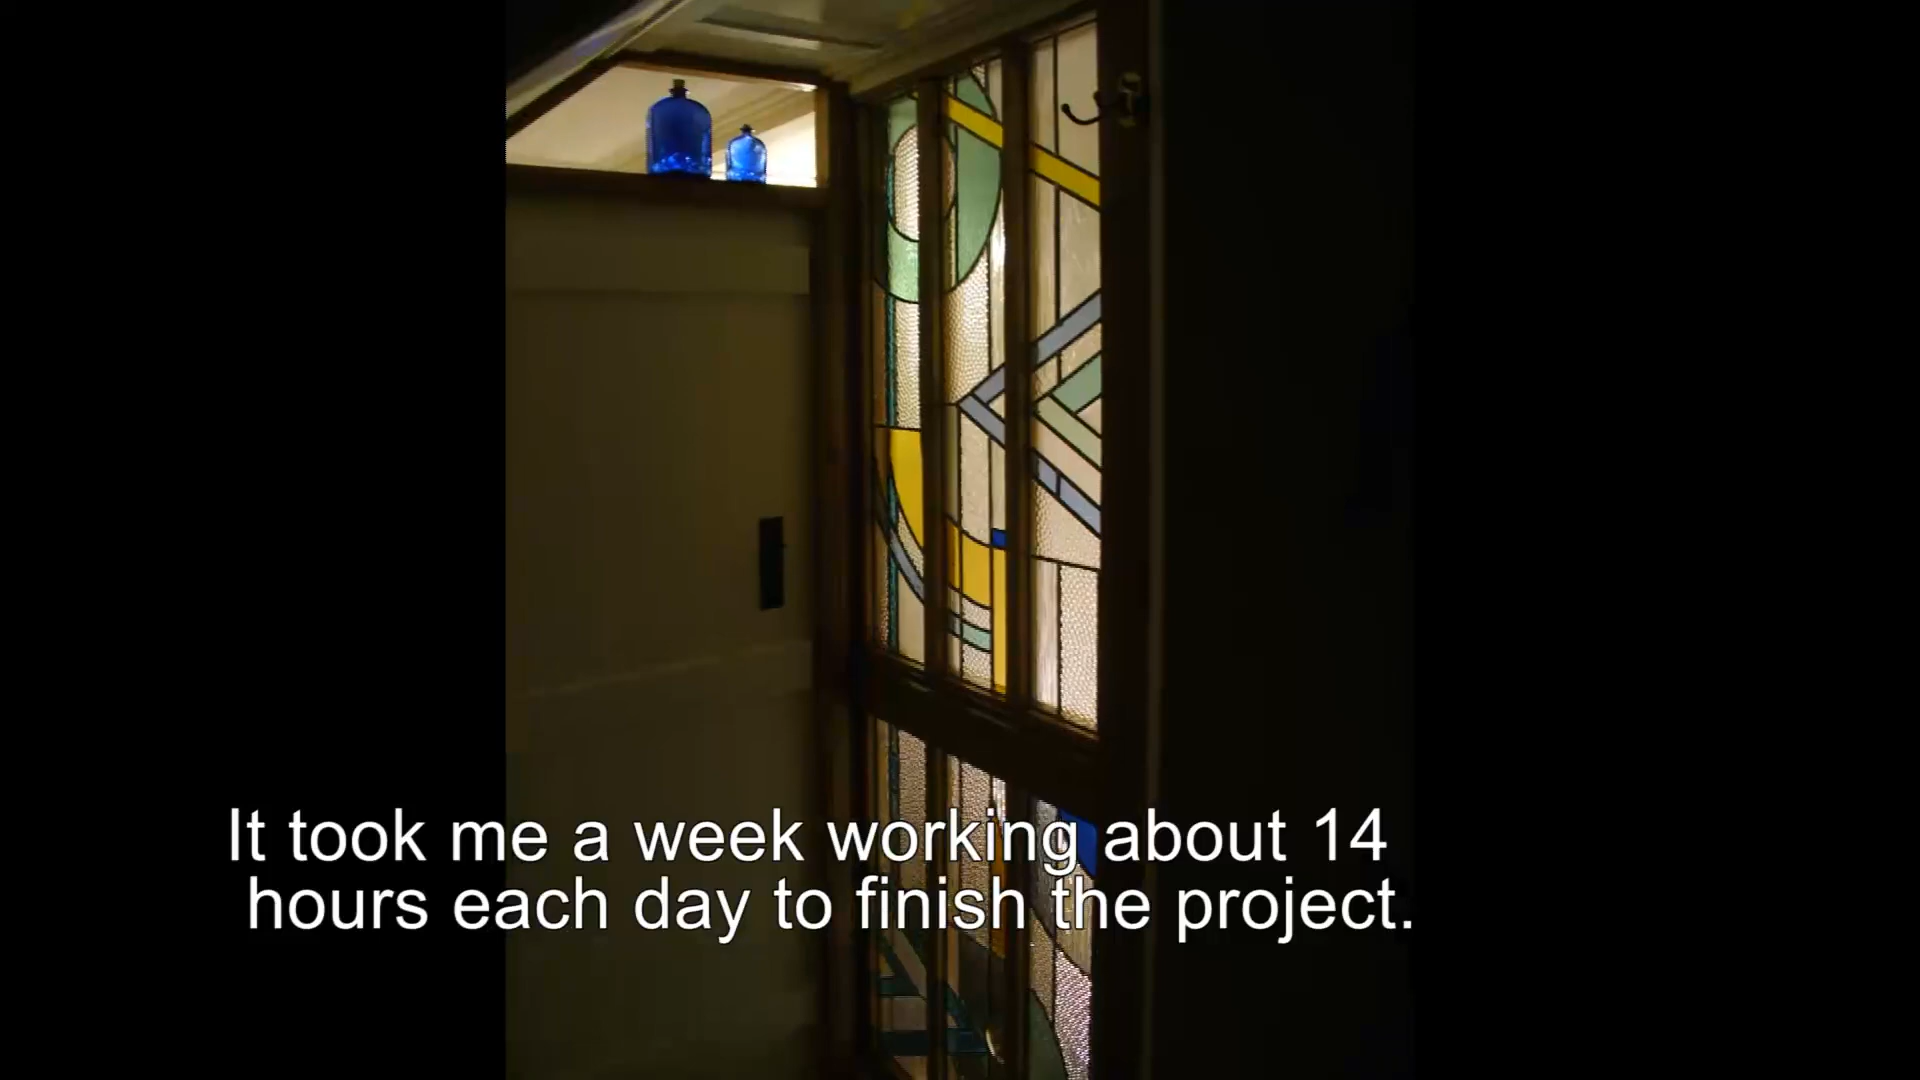 It took me a week working about 14
hours each day to finish the project.